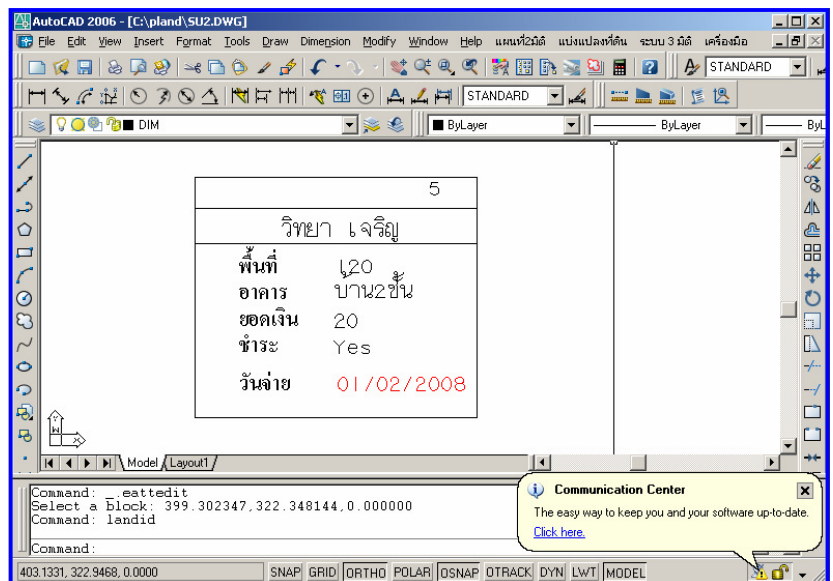 AutoCAD 2006 - [C:\pland\SU2.DWG]
File Edit View Insert Format Tools Draw Dimension Modify Window Help แผนที่2มิติ แบ่งแปลงที่ดิน ระบบ 3 มิติ เครื่องมือ
STANDARD
STANDARD
DIM ByLayer ByLayer ByL
5
วิทยา เจริญ
พื้นที่ 120
อาคาร บ้าน2ชั้น
ยอดเงิน 20
ชำระ Yes
วันจ่าย 01/02/2008
Y
W
X
Model Layout1
Command: _.eattedit
Select a block: 399.302347,322.348144,0.000000
Command: landid
Command:
Communication Center
The easy way to keep you and your software up-to-date.
Click here.
403.1331, 322.9468, 0.0000 SNAP GRID ORTHO POLAR OSNAP OTRACK DYN LWT MODEL